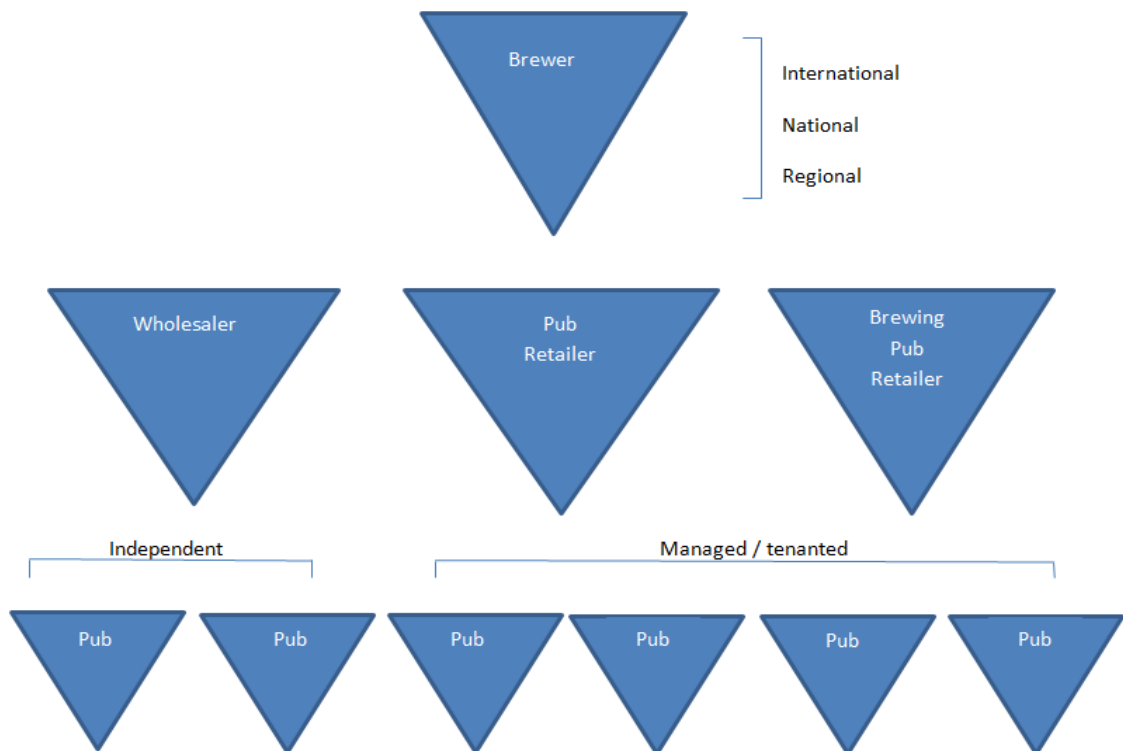 Brewer
International
National
Regional
Wholesaler
Pub
Retailer
Brewing
Pub
Retailer
Independent
Managed / tenanted
Pub
Pub
Pub
Pub
Pub
Pub